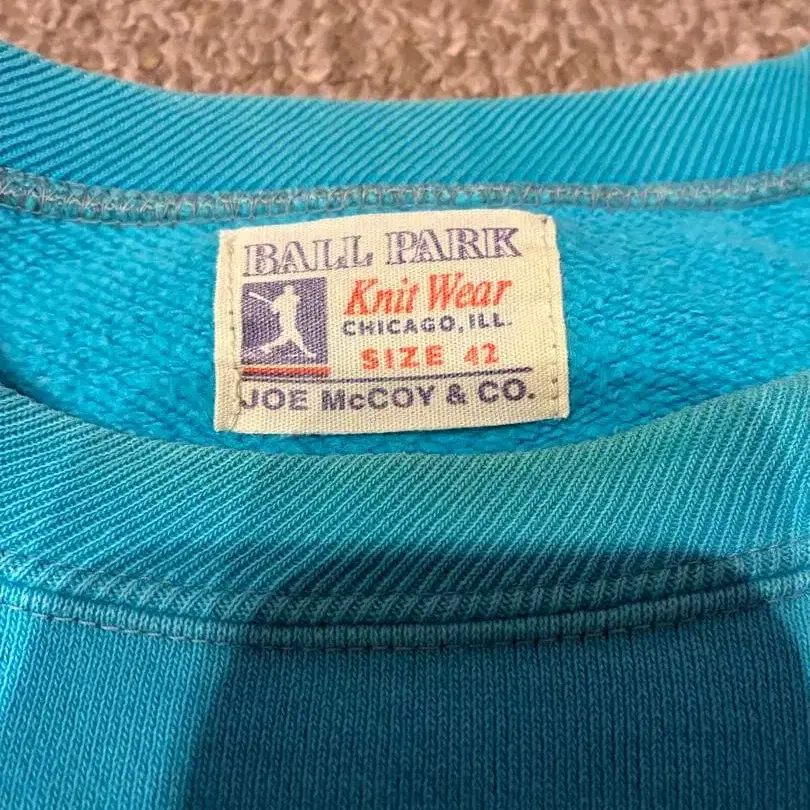 BALL PARK
Knit Wear
CHICAGO, ILL.
SIZE 42
JOE McCOY & CO.